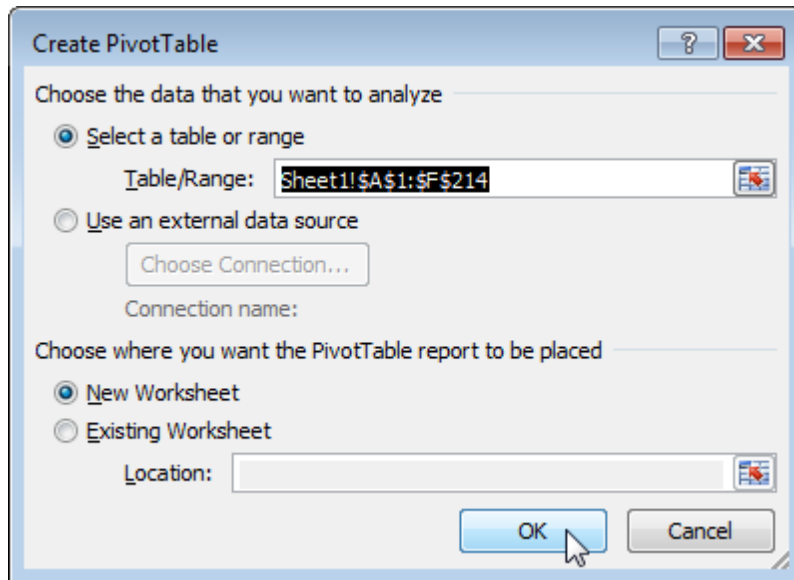 Create PivotTable
Choose the data that you want to analyze
Select a table or range
Table/Range: Sheet1!$A$1:$F$214
Use an external data source
Choose Connection...
Connection name:
Choose where you want the PivotTable report to be placed
New Worksheet
Existing Worksheet
Location:
OK Cancel